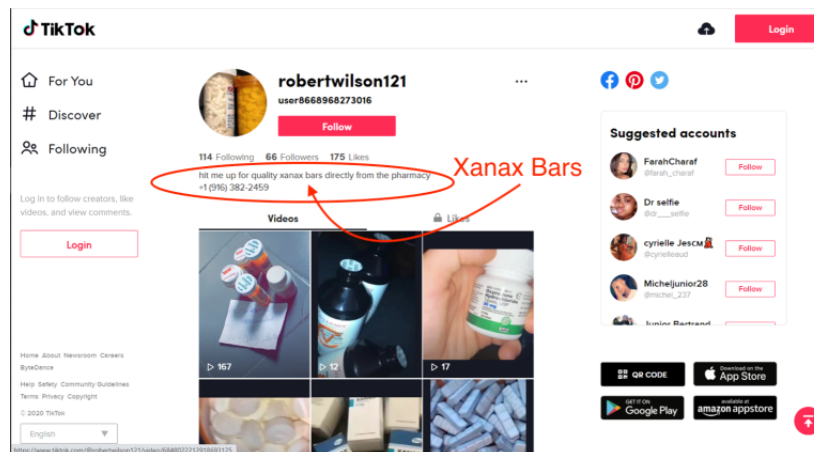 TikTok
Login
For You
Discover
Following
Log in to follow creators, like
videos, and view comments.
Login
Home About Newsroom Careers
ByteDance
Help Safety Community Guidelines
Terms Privacy Copyright
© 2020 TikTok
English
robertwilson121
user8668968273016
Follow
114 Following 66 Followers 175 Likes
hit me up for quality xanax bars directly from the pharmacy
+1 (916) 382-2459
Xanax Bars
Videos
Likes
167
12
17
Suggested accounts
FarahCharaf
@farah_charaf
Follow
Dr selfie
@dr___selfie
Follow
cyrielle Jescм
@cyrielleaud
Follow
Micheljunior28
@michel_237
Follow
Junior Bertrand
QR CODE
Download on the
App Store
GET IT ON
Google Play
available at
amazon appstore